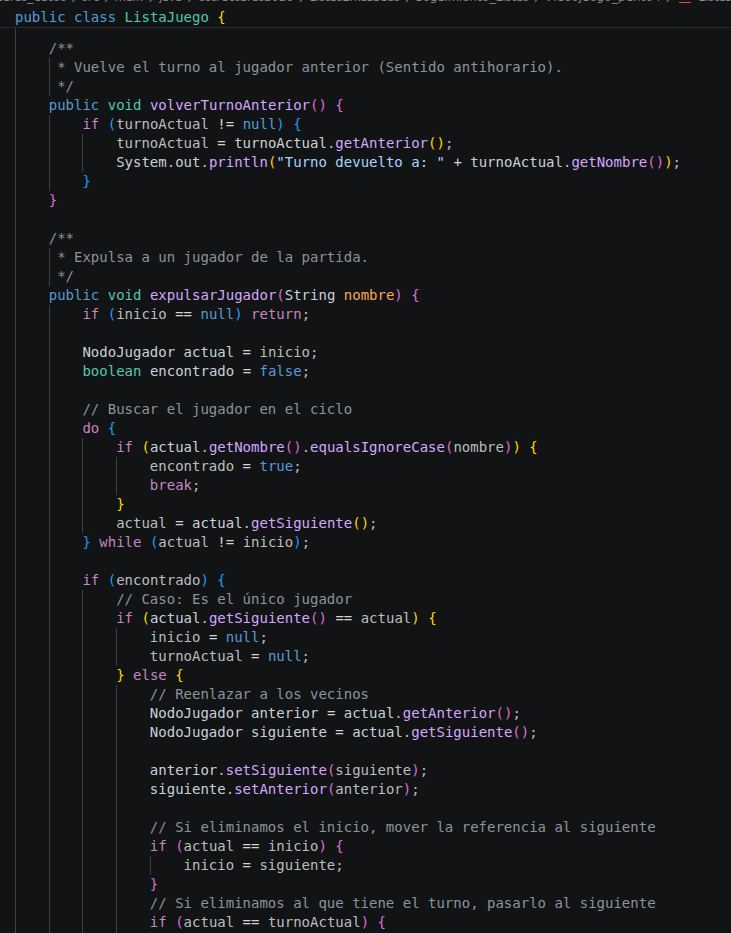 public class ListaJuego {
/**
* Vuelve el turno al jugador anterior (Sentido antihorario).
*/
public void volverTurnoAnterior() {
if (turnoActual != null) {
turnoActual = turnoActual.getAnterior();
System.out.println("Turno devuelto a: " + turnoActual.getNombre());
}
}
/**
* Expulsa a un jugador de la partida.
*/
public void expulsarJugador(String nombre) {
if (inicio == null) return;
NodoJugador actual = inicio;
boolean encontrado = false;
// Buscar el jugador en el ciclo
do {
if (actual.getNombre().equalsIgnoreCase(nombre)) {
encontrado = true;
break;
}
actual = actual.getSiguiente();
} while (actual != inicio);
if (encontrado) {
// Caso: Es el único jugador
if (actual.getSiguiente() == actual) {
inicio = null;
turnoActual = null;
} else {
// Reenlazar a los vecinos
NodoJugador anterior = actual.getAnterior();
NodoJugador siguiente = actual.getSiguiente();
anterior.setSiguiente(siguiente);
siguiente.setAnterior(anterior);
// Si eliminamos el inicio, mover la referencia al siguiente
if (actual == inicio) {
inicio = siguiente;
}
// Si eliminamos al que tiene el turno, pasarlo al siguiente
if (actual == turnoActual) {